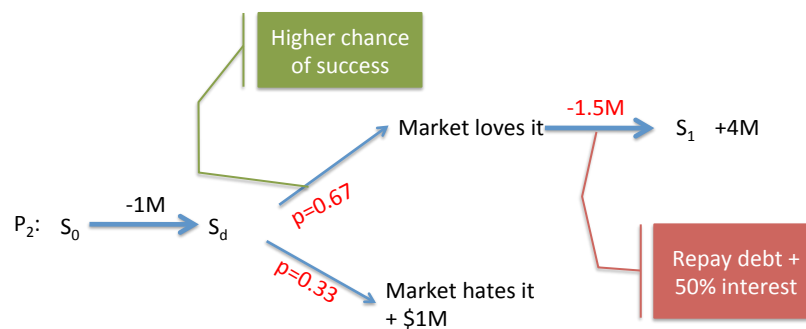 Higher chance
of success
Market loves it
-1.5M
S1 +4M
p=0.67
P2: S0
-1M
Sd
p=0.33
Market hates it
+ $1M
Repay debt +
50% interest